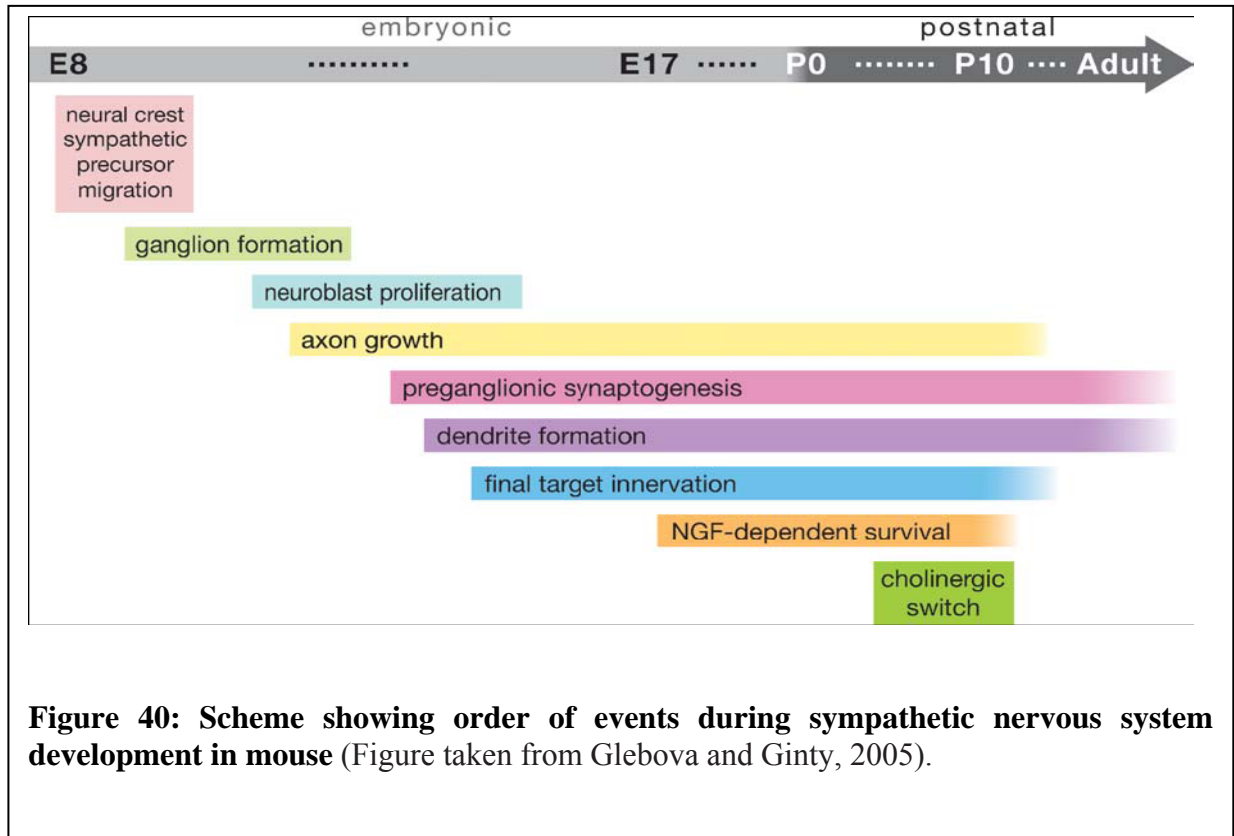 embryonic postnatal
E8 .......... E17 ...... P0 ........ P10 .... Adult
neural crest
sympathetic
precursor
migration
ganglion formation
neuroblast proliferation
axon growth
preganglionic synaptogenesis
dendrite formation
final target innervation
NGF-dependent survival
cholinergic
switch
Figure 40: Scheme showing order of events during sympathetic nervous system
development in mouse (Figure taken from Glebova and Ginty, 2005).